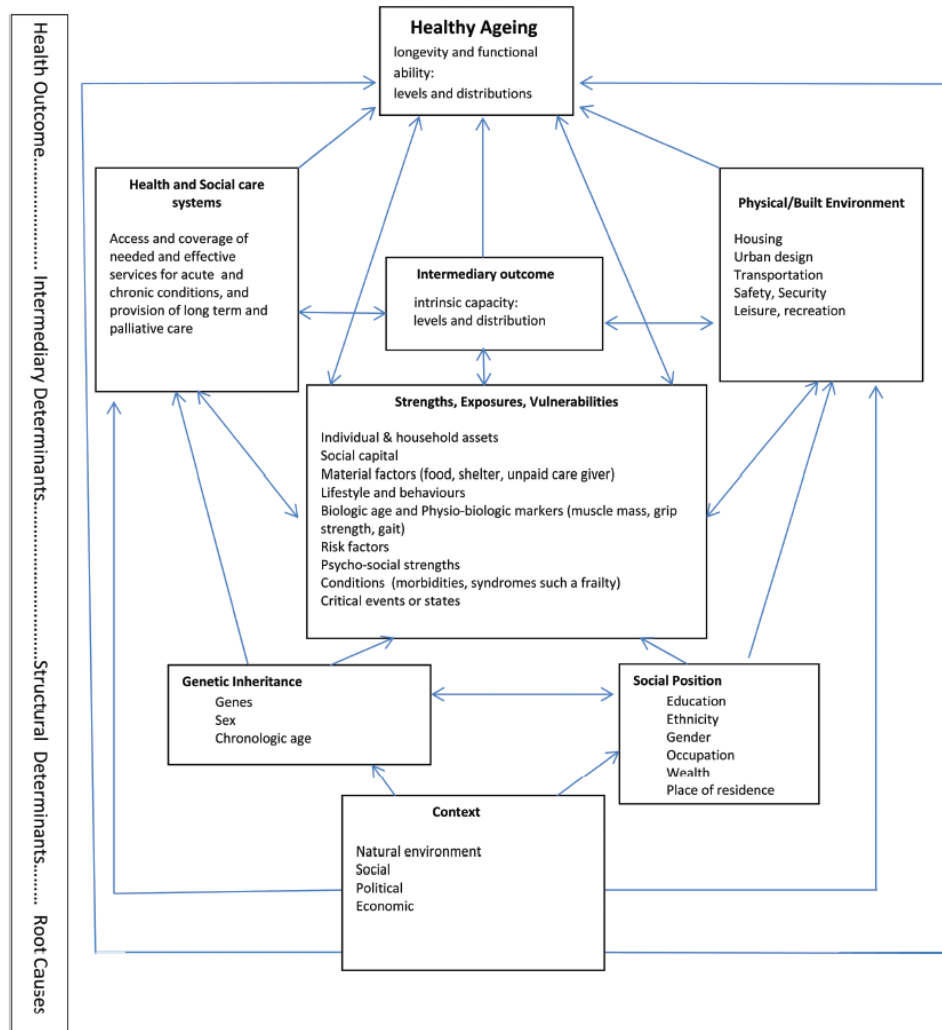 Health Outcome..................... Intermediary Determinants.....................................Structural Determinants........ Root Causes
Healthy Ageing
longevity and functional
ability:
levels and distributions
Health and Social care
systems
Access and coverage of
needed and effective
services for acute and
chronic conditions, and
provision of long term and
palliative care
Intermediary outcome
intrinsic capacity:
levels and distribution
Physical/Built Environment
Housing
Urban design
Transportation
Safety, Security
Leisure, recreation
Strengths, Exposures, Vulnerabilities
Individual & household assets
Social capital
Material factors (food, shelter, unpaid care giver)
Lifestyle and behaviours
Biologic age and Physio-biologic markers (muscle mass, grip
strength, gait)
Risk factors
Psycho-social strengths
Conditions (morbidities, syndromes such a frailty)
Critical events or states
Genetic Inheritance
Genes
Sex
Chronologic age
Social Position
Education
Ethnicity
Gender
Occupation
Wealth
Place of residence
Context
Natural environment
Social
Political
Economic